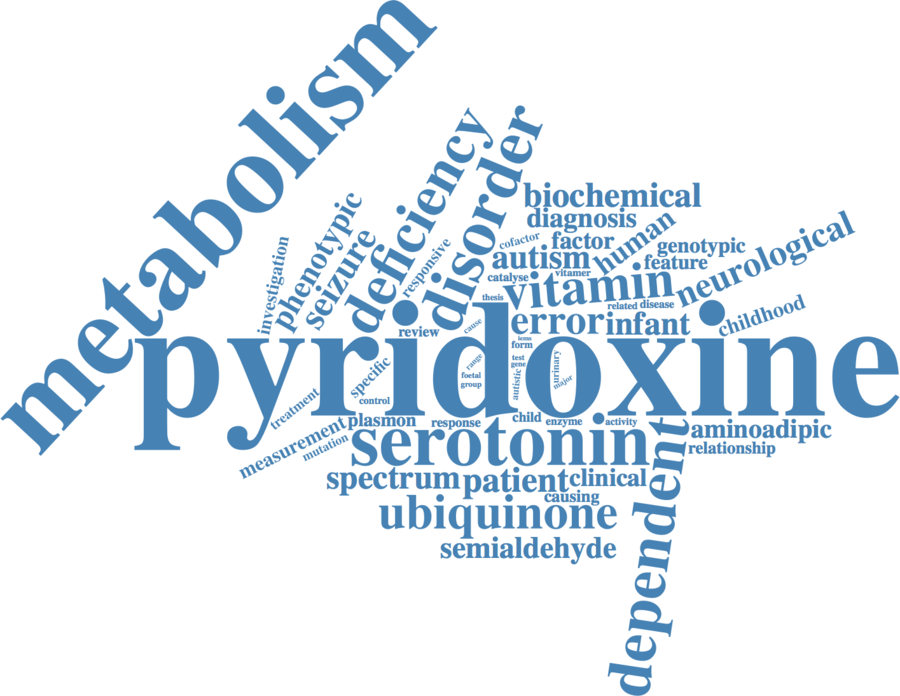 metabolism
deficiency
disorder
biochemical
diagnosis
phenotypic
seizure
investigation
responsive
cofactor
factor
human
autism
genotypic
feature
neurological
catalyse
vitamer
vitamin
thesis
related
disease
childhood
error
infant
review
cause
pyridoxine
form
test
gene
range
foetal
group
autistic
urinary
major
specific
control
treatment
measurement
mutation
plasmon
response
child
enzyme
activity
aminoadipic
relationship
serotonin
dependent
spectrum
patient
clinical
causing
ubiquinone
semialdehyde